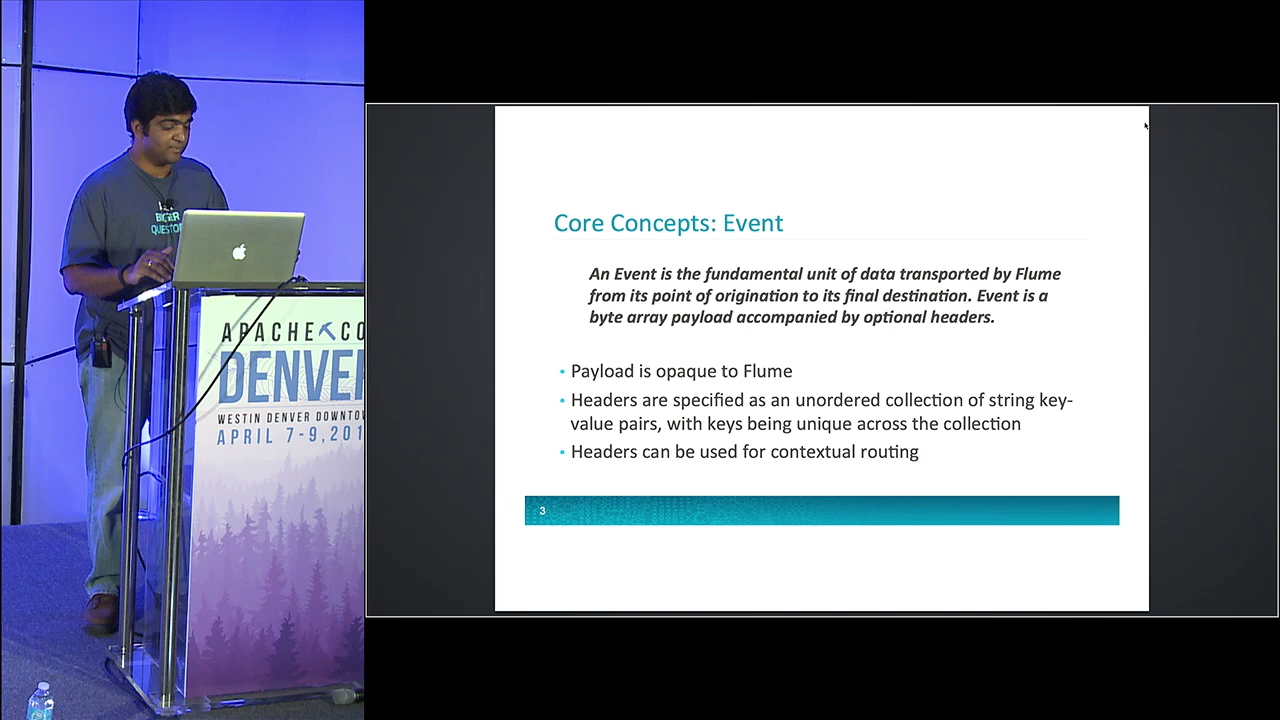 BIGGER
QUESTION
APACHE CO
DENVER
WESTIN DENVER DOWNTOW
APRIL 7-9, 201
Core Concepts: Event
An Event is the fundamental unit of data transported by Flume
from its point of origination to its final destination. Event is a
byte array payload accompanied by optional headers.
• Payload is opaque to Flume
• Headers are specified as an unordered collection of string key-
value pairs, with keys being unique across the collection
• Headers can be used for contextual routing
3